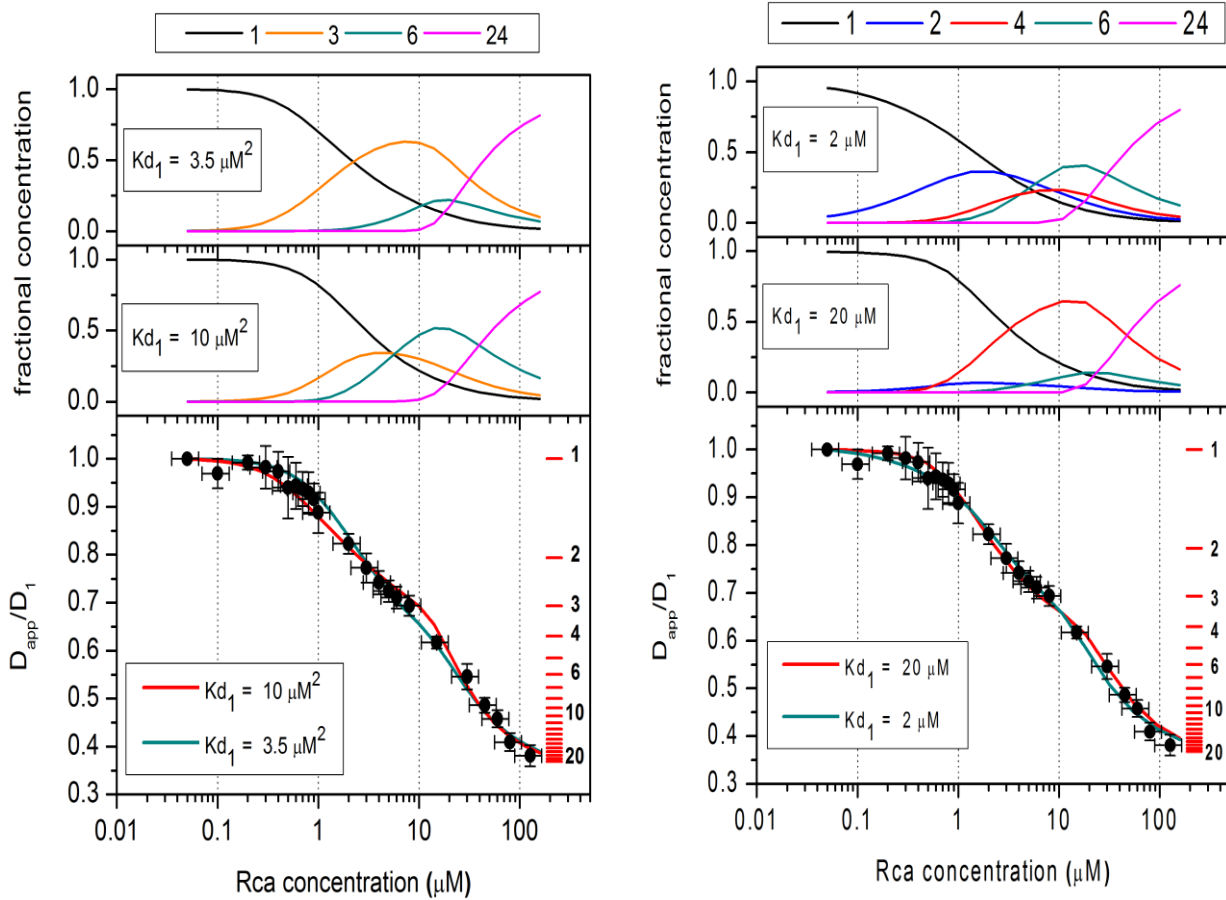 1 3 6 24
fractional concentration
1.0
0.5
0.0
Kd1 = 3.5 μM²
1.0
0.5
0.0
Kd1 = 10 μM²
Dapp/D1
1.0
0.9
0.8
0.7
0.6
0.5
0.4
0.3
1
2
3
4
6
10
20
Kd1 = 10 μM²
Kd1 = 3.5 μM²
0.01 0.1 1 10 100
Rca concentration (μM)
1 2 4 6 24
fractional concentration
1.0
0.5
0.0
Kd1 = 2 μM
1.0
0.5
0.0
Kd1 = 20 μM
Dapp/D1
1.0
0.9
0.8
0.7
0.6
0.5
0.4
0.3
1
2
3
4
6
10
20
Kd1 = 20 μM
Kd1 = 2 μM
0.01 0.1 1 10 100
Rca concentration (μM)